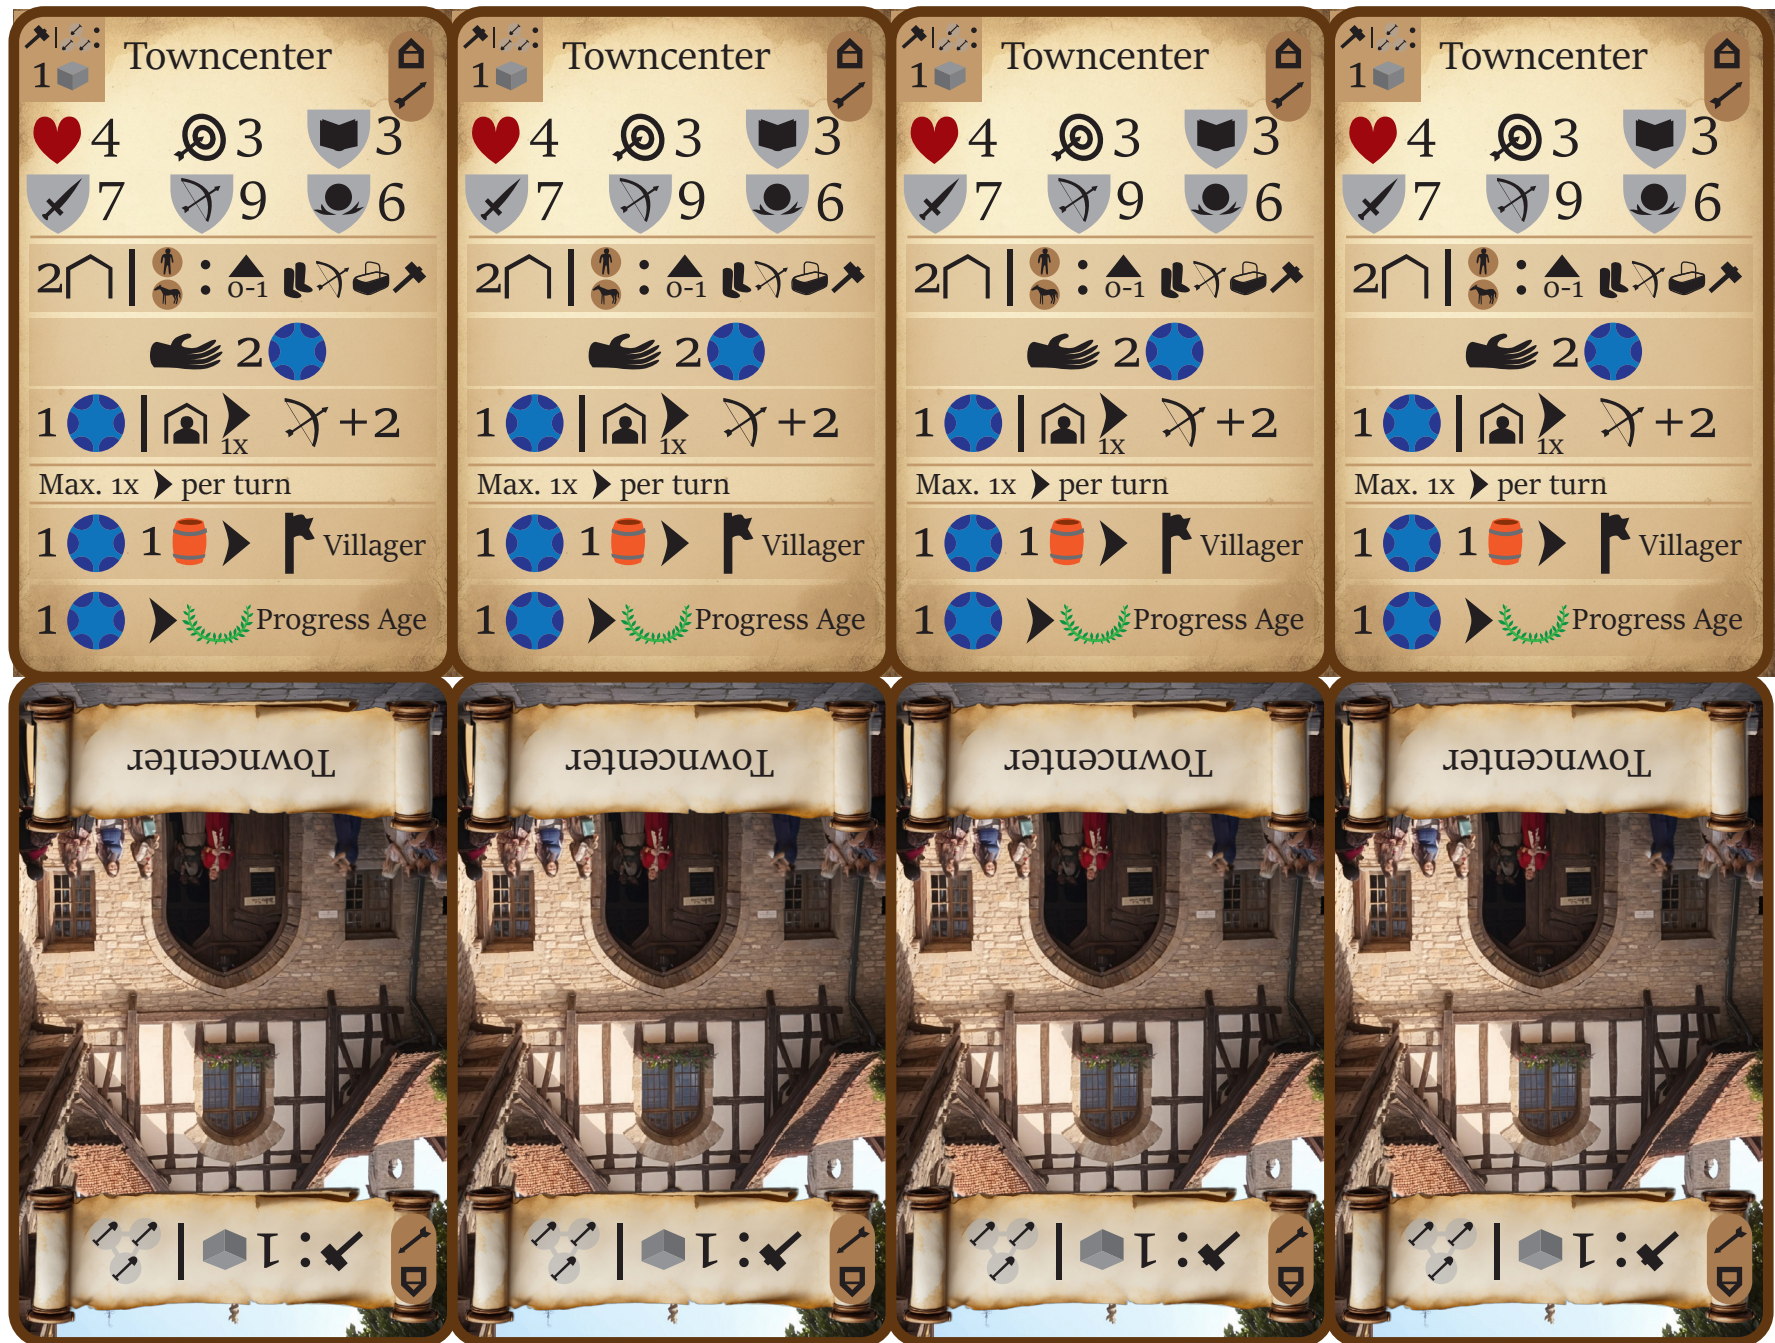 Towncenter
1
4 3 3
7 9 6
2 0-1
2
1 1x +2
Max. 1x per turn
1 1 Villager
1 Progress Age
Towncenter
1
4 3 3
7 9 6
2 0-1
2
1 1x +2
Max. 1x per turn
1 1 Villager
1 Progress Age
Towncenter
1
4 3 3
7 9 6
2 0-1
2
1 1x +2
Max. 1x per turn
1 1 Villager
1 Progress Age
Towncenter
1
4 3 3
7 9 6
2 0-1
2
1 1x +2
Max. 1x per turn
1 1 Villager
1 Progress Age
Towncenter
: 1
Towncenter
: 1
Towncenter
: 1
Towncenter
: 1